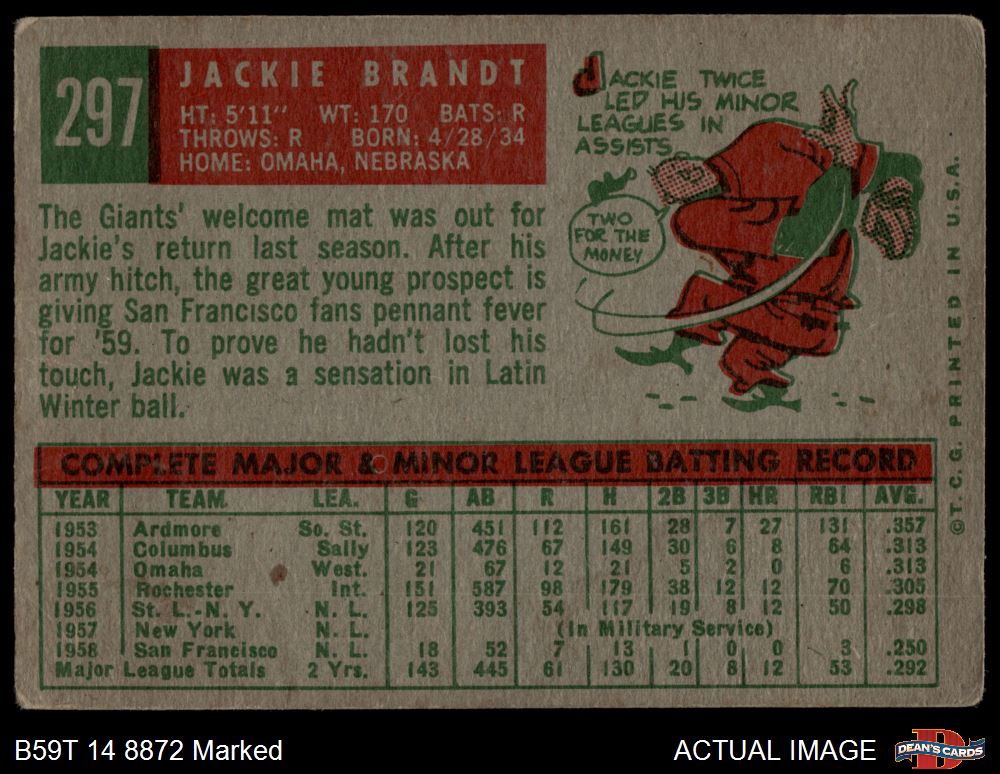 297
JACKIE BRANDT
HT: 5'11" WT: 170 BATS: R
THROWS: R BORN: 4/28/34
HOME: OMAHA, NEBRASKA
JACKIE TWICE
LED HIS MINOR
LEAGUES IN
ASSISTS
TWO
FOR THE
MONEY
The Giants' welcome mat was out for
Jackie's return last season. After his
army hitch, the great young prospect is
giving San Francisco fans pennant fever
for '59. To prove he hadn't lost his
touch, Jackie was a sensation in Latin
Winter ball.
©T. C. G. PRINTED IN U.S.A.
COMPLETE MAJOR & MINOR LEAGUE BATTING RECORD
YEAR TEAM LEA. G AB R H 2B 3B HR RBI AVG.
1953 Ardmore So. St. 120 451 112 161 28 7 27 131 .357
1954 Columbus Sally 123 476 67 149 30 6 8 64 .313
1954 Omaha West. 21 67 12 21 5 2 0 6 .313
1955 Rochester Int. 151 587 98 179 38 12 12 70 .305
1956 St. L.-N. Y. N. L. 125 393 54 117 19 8 12 50 .298
1957 New York N. L. (In Military Service)
1958 San Francisco N. L. 18 52 7 13 1 0 0 3 .250
Major League Totals 2 Yrs. 143 445 61 130 20 8 12 53 .292
B59T 14 8872 Marked
ACTUAL IMAGE
DEAN'S CARDS